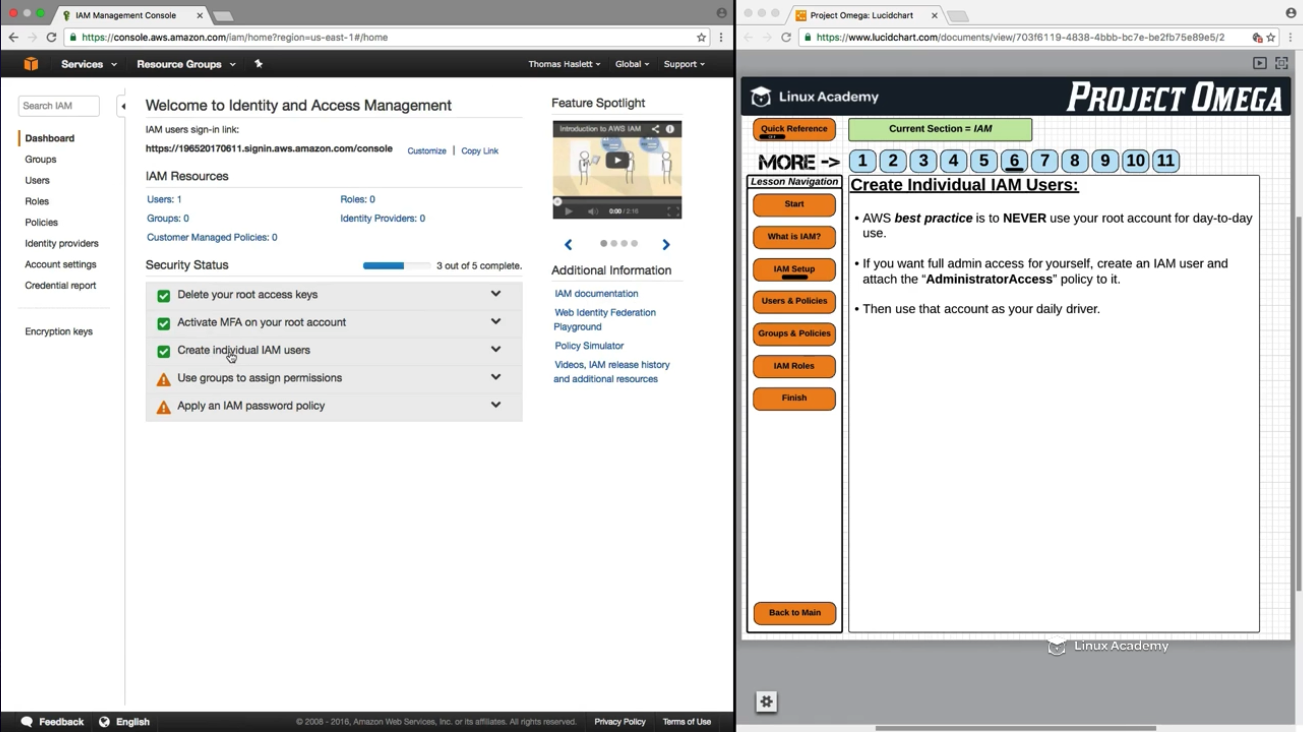 IAM Management Console
https://console.aws.amazon.com/iam/home?region=us-east-1#/home
Services
Resource Groups
Thomas Haslett
Global
Support
Search IAM
Dashboard
Groups
Users
Roles
Policies
Identity providers
Account settings
Credential report
Encryption keys
Welcome to Identity and Access Management
IAM users sign-in link:
https://196520170611.signin.aws.amazon.com/console
Customize | Copy Link
IAM Resources
Users: 1
Roles: 0
Groups: 0
Identity Providers: 0
Customer Managed Policies: 0
Security Status
3 out of 5 complete.
Delete your root access keys
Activate MFA on your root account
Create individual IAM users
Use groups to assign permissions
Apply an IAM password policy
Feature Spotlight
Introduction to AWS IAM
0:00 / 2:16
Additional Information
IAM documentation
Web Identity Federation
Playground
Policy Simulator
Videos, IAM release history
and additional resources
Feedback
English
© 2008 - 2016, Amazon Web Services, Inc. or its affiliates. All rights reserved.
Privacy Policy
Terms of Use
Project Omega: Lucidchart
https://www.lucidchart.com/documents/view/703f6119-4838-4bbb-bc7e-be2fb75e89e5/2
Linux Academy
PROJECT OMEGA
Quick Reference
Current Section = IAM
MORE -> 1 2 3 4 5 6 7 8 9 10 11
Lesson Navigation
Start
What is IAM?
IAM Setup
Users & Policies
Groups & Policies
IAM Roles
Finish
Back to Main
Create Individual IAM Users:
• AWS best practice is to NEVER use your root account for day-to-day
use.
• If you want full admin access for yourself, create an IAM user and
attach the “AdministratorAccess” policy to it.
• Then use that account as your daily driver.
Linux Academy